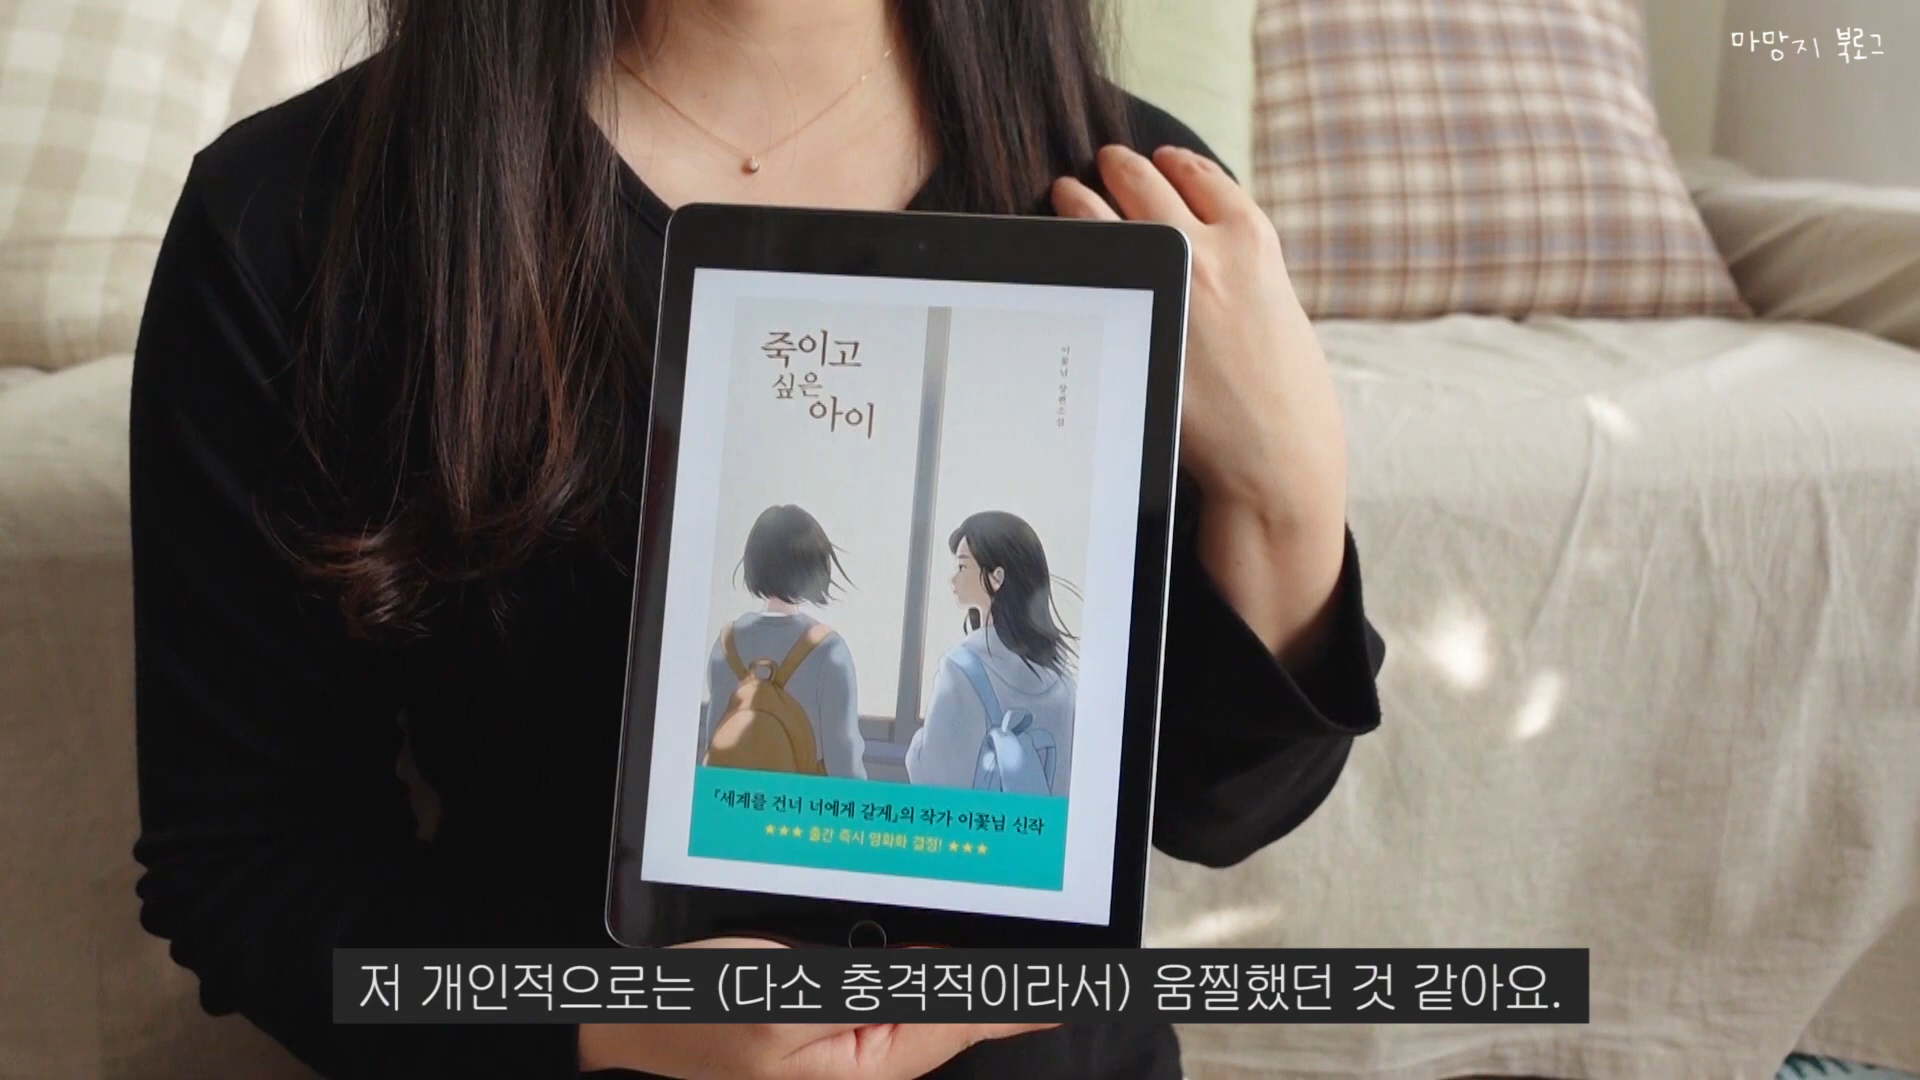 마망지 북로그
죽이고
싶은
아이
이꽃님 장편소설
『세계를 건너 너에게 갈게』의 작가 이꽃님 신작
★★★ 출간 즉시 영화화 결정! ★★★
저 개인적으로는 (다소 충격적이라서) 움찔했던 것 같아요.